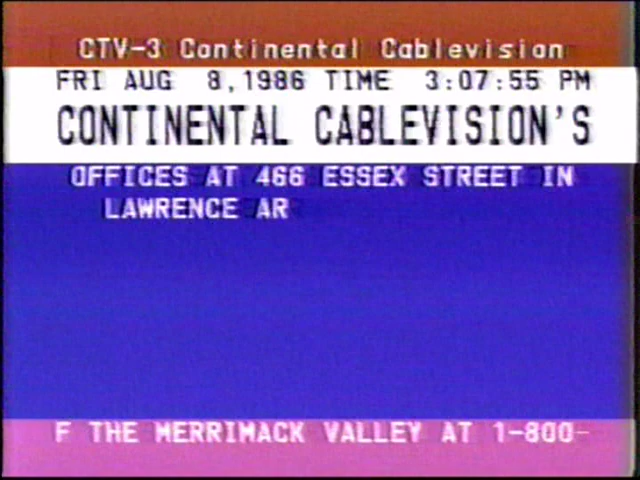 CTV-3 Continental Cablevision
FRI AUG 8,1986 TIME 3:07:55 PM
CONTINENTAL CABLEVISION'S
OFFICES AT 466 ESSEX STREET IN
LAWRENCE AR
F THE MERRIMACK VALLEY AT 1-800-